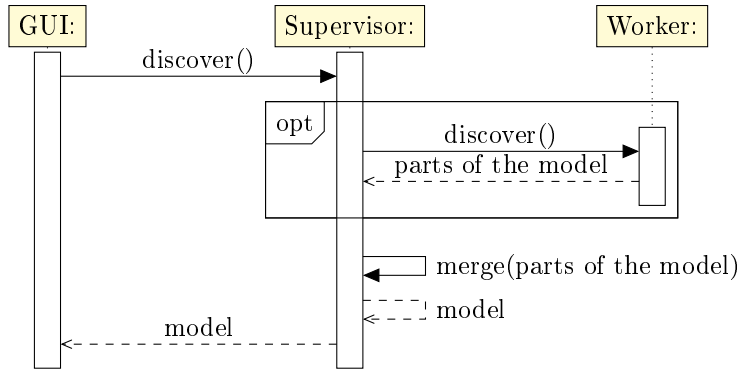 GUI:
Supervisor:
Worker:
discover()
opt
discover()
parts of the model
merge(parts of the model)
model
model